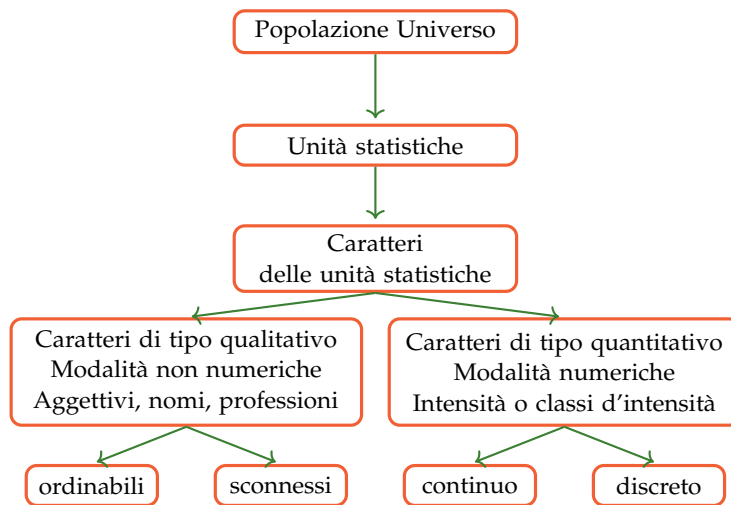 Popolazione Universo
Unità statistiche
Caratteri
delle unità statistiche
Caratteri di tipo qualitativo
Modalità non numeriche
Aggettivi, nomi, professioni
Caratteri di tipo quantitativo
Modalità numeriche
Intensità o classi d'intensità
ordinabili
sconnessi
continuo
discreto